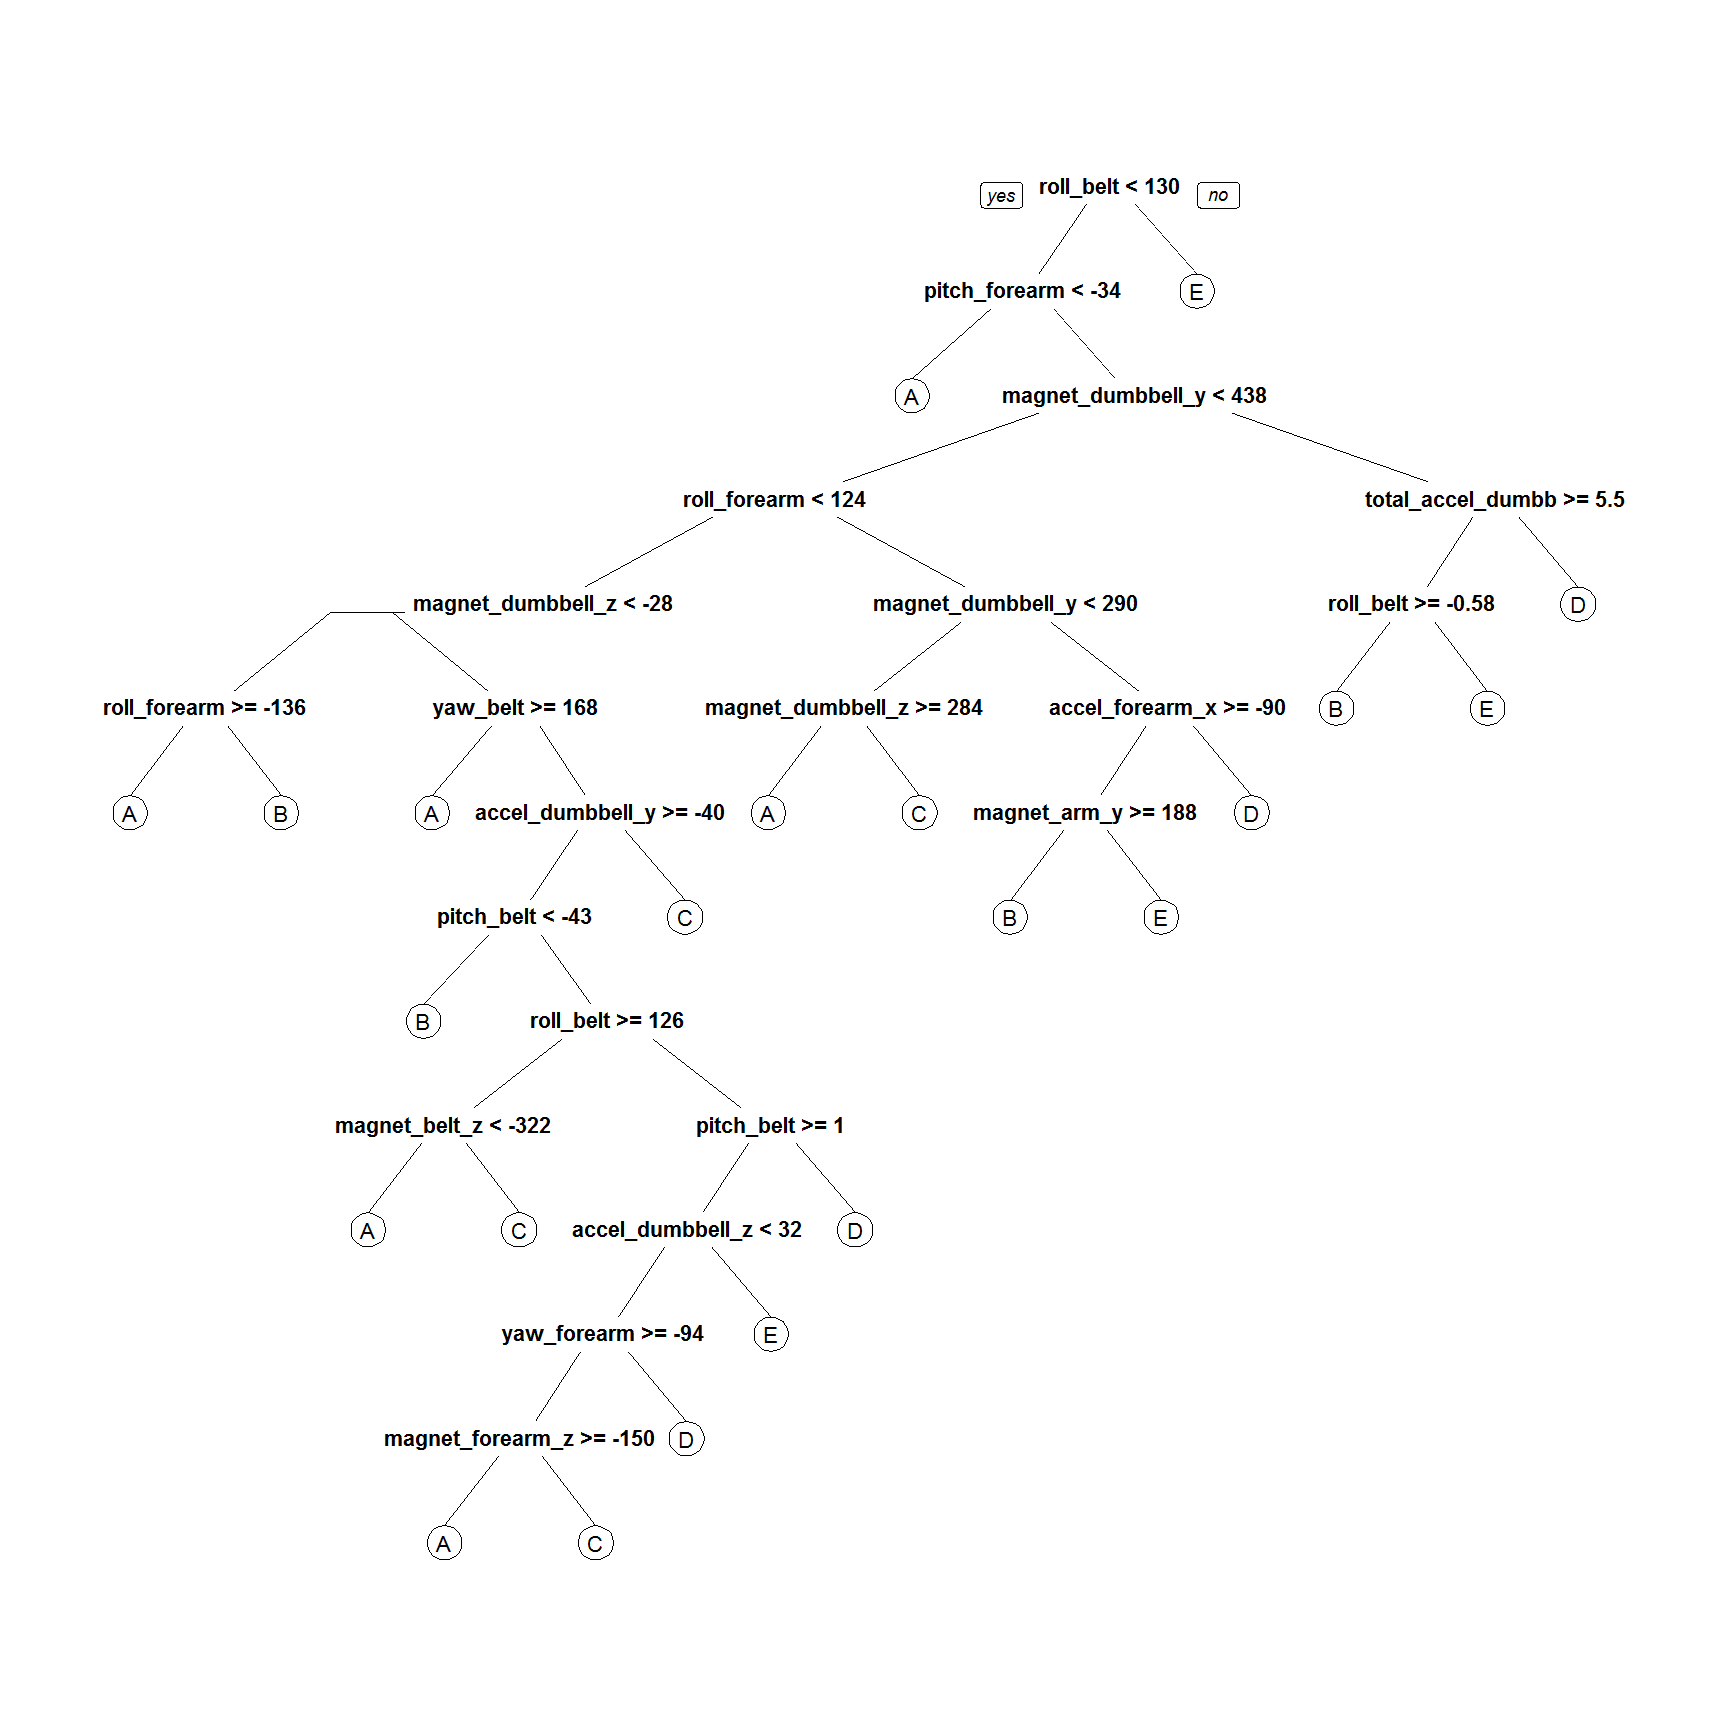 yes roll_belt < 130 no
pitch_forearm < -34 E
A magnet_dumbbell_y < 438
roll_forearm < 124 total_accel_dumbb >= 5.5
magnet_dumbbell_z < -28 magnet_dumbbell_y < 290 roll_belt >= -0.58 D
roll_forearm >= -136 yaw_belt >= 168 magnet_dumbbell_z >= 284 accel_forearm_x >= -90 B E
A B A accel_dumbbell_y >= -40 A C magnet_arm_y >= 188 D
pitch_belt < -43 C B E
B roll_belt >= 126
magnet_belt_z < -322 pitch_belt >= 1
A C accel_dumbbell_z < 32 D
yaw_forearm >= -94 E
magnet_forearm_z >= -150 D
A C